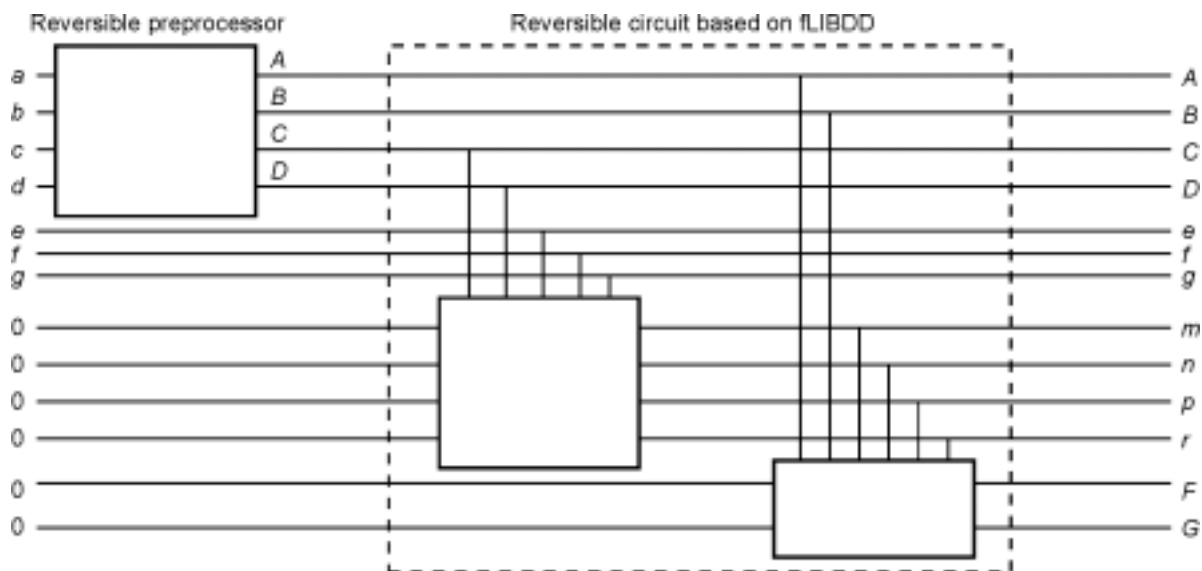 Reversible preprocessor
Reversible circuit based on fLIBDD
a A A
b B B
c C C
d D D
e e
f f
g g
0 m
0 n
0 p
0 r
0 F
0 G